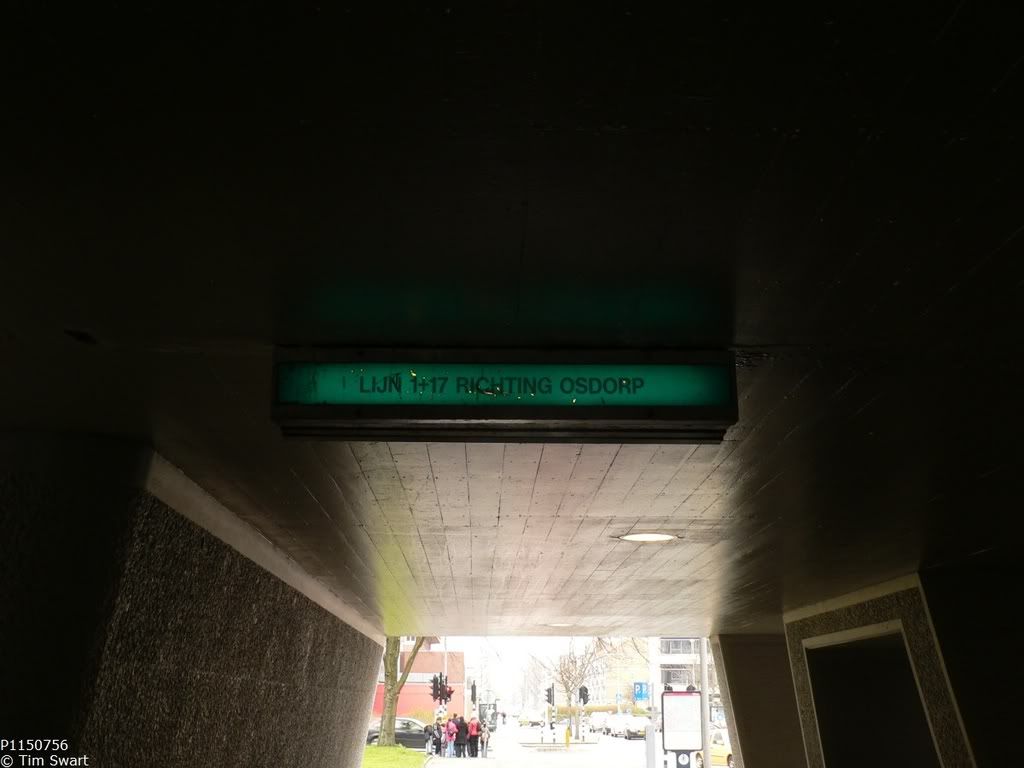 LIJN 1+17 RICHTING OSDORP
P1150756
© Tim Swart